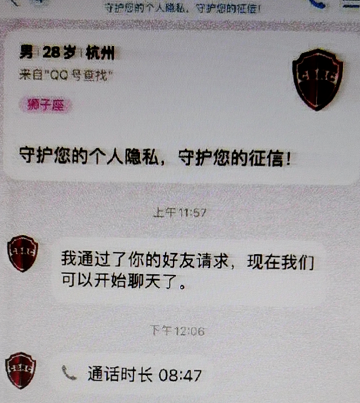 守护您的个人隐私，守护您的征信！
男 28岁 杭州
来自"QQ号查找"
狮子座
守护您的个人隐私，守护您的征信！
上午11:57
我通过了你的好友请求，现在我们
可以开始聊天了。
下午12:06
通话时长 08:47